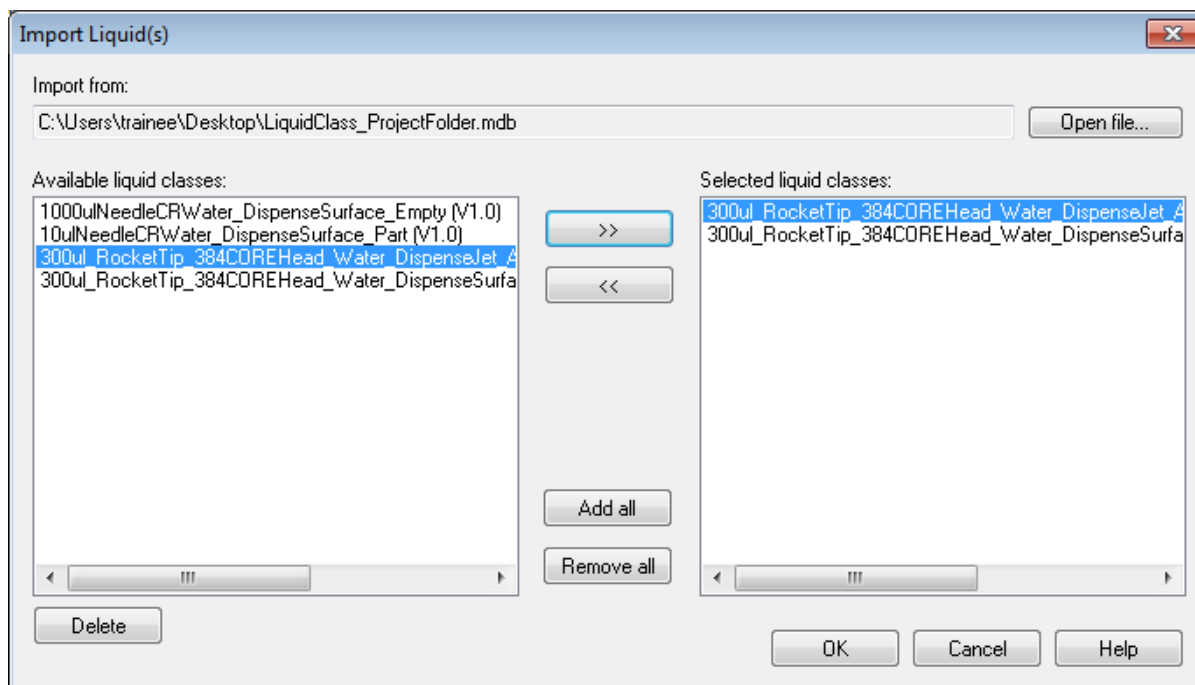 Import Liquid(s)
Import from:
C:\Users\trainee\Desktop\LiquidClass_ProjectFolder.mdb
Open file...
Available liquid classes:
1000ulNeedleCRWater_DispenseSurface_Empty (V1.0)
10ulNeedleCRWater_DispenseSurface_Part (V1.0)
300ul_RocketTip_384COREHead_Water_DispenseJet_A
300ul_RocketTip_384COREHead_Water_DispenseSurfa
>>
<<
Add all
Remove all
Selected liquid classes:
300ul_RocketTip_384COREHead_Water_DispenseJet_A
300ul_RocketTip_384COREHead_Water_DispenseSurfa
Delete
OK
Cancel
Help